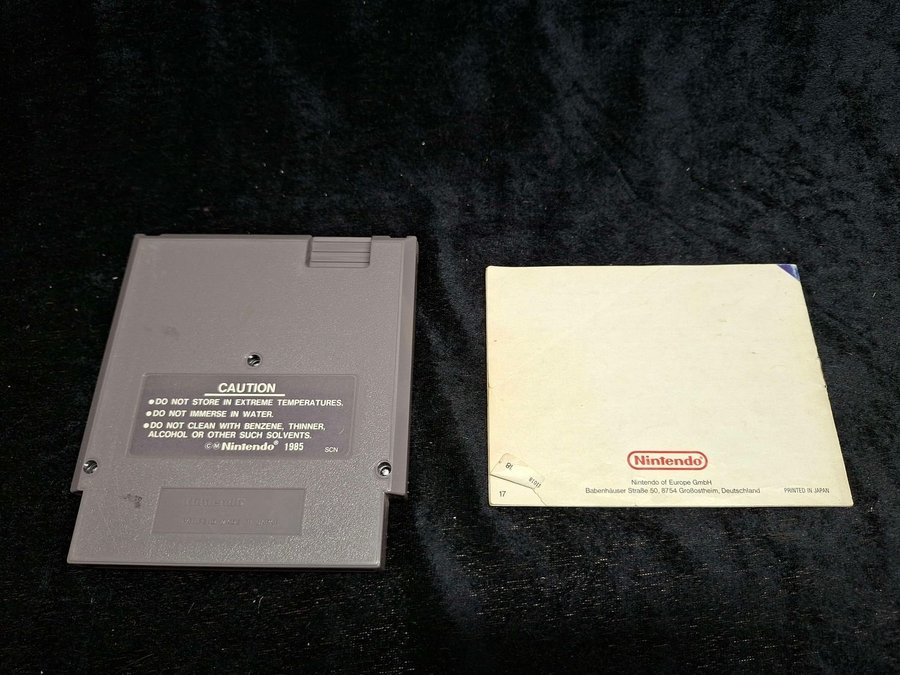 CAUTION
●DO NOT STORE IN EXTREME TEMPERATURES.
●DO NOT IMMERSE IN WATER.
●DO NOT CLEAN WITH BENZENE, THINNER,
ALCOHOL OR OTHER SUCH SOLVENTS.
©Ⓜ Nintendo® 1985
SCN
Nintendo®
Nintendo of Europe GmbH
Babenhäuser Straße 50, 8754 Großostheim, Deutschland
PRINTED IN JAPAN
17